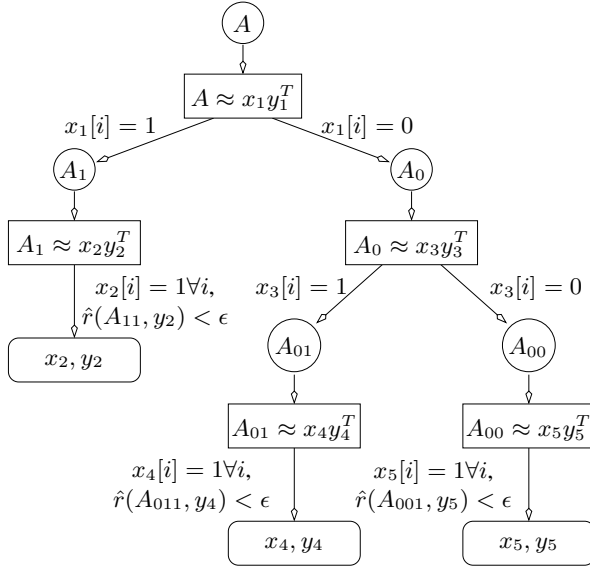 A
A ≈ x₁y₁ᵀ
x₁[i] = 1
x₁[i] = 0
A₁
A₀
A₁ ≈ x₂y₂ᵀ
A₀ ≈ x₃y₃ᵀ
x₂[i] = 1∀i,
r̂(A₁₁, y₂) < ϵ
x₃[i] = 1
x₃[i] = 0
x₂, y₂
A₀₁
A₀₀
A₀₁ ≈ x₄y₄ᵀ
A₀₀ ≈ x₅y₅ᵀ
x₄[i] = 1∀i,
r̂(A₀₁₁, y₄) < ϵ
x₅[i] = 1∀i,
r̂(A₀₀₁, y₅) < ϵ
x₄, y₄
x₅, y₅